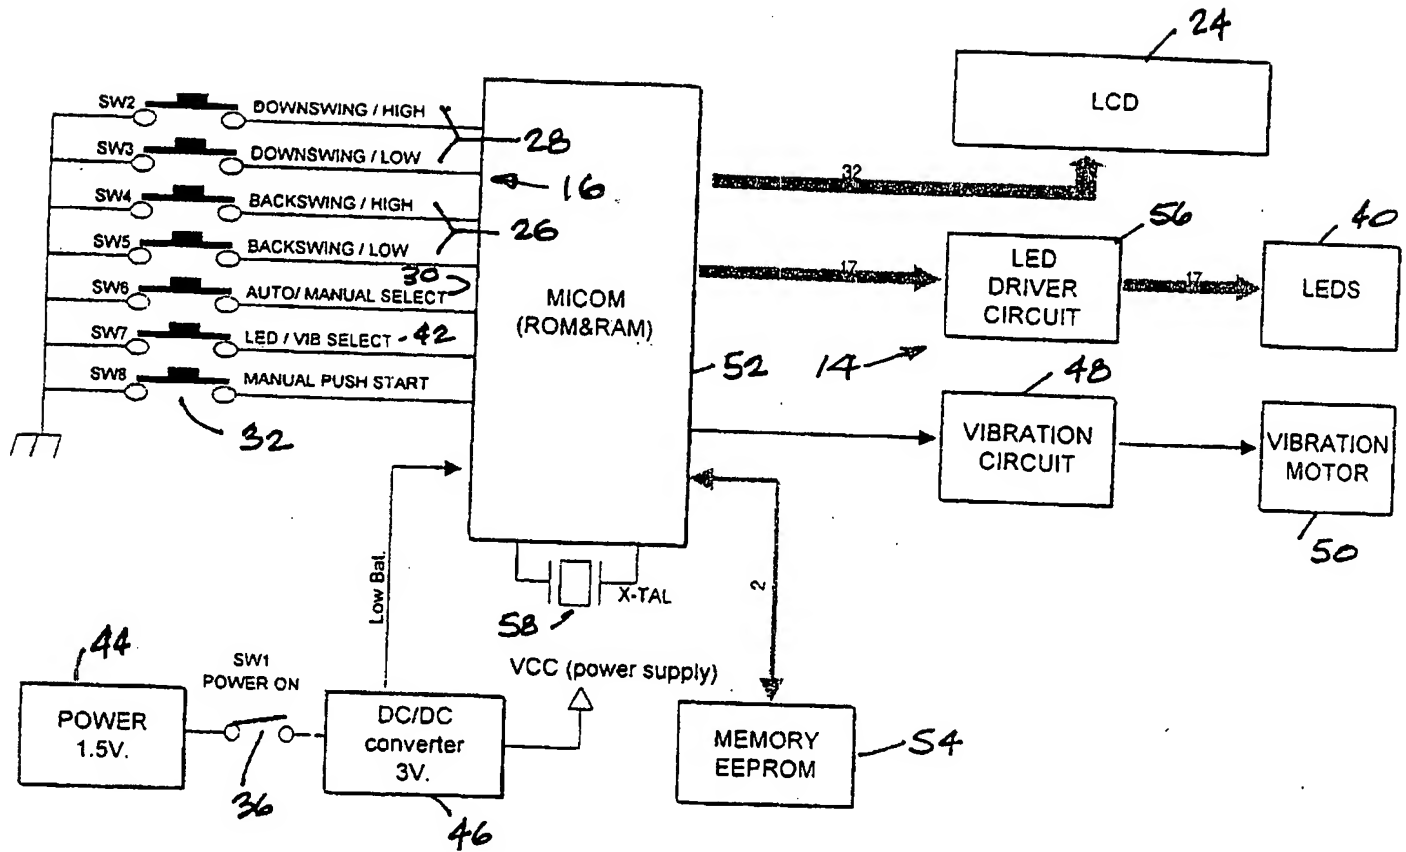 24
LCD
SW2
DOWNSWING / HIGH
28
SW3
DOWNSWING / LOW
16
32
SW4
BACKSWING / HIGH
26
56
40
SW5
BACKSWING / LOW
30
17
LED
DRIVER
CIRCUIT
17
LEDS
SW6
AUTO/ MANUAL SELECT
MICOM
(ROM&RAM)
SW7
LED / VIB SELECT - 42
52
14
48
SW8
MANUAL PUSH START
32
VIBRATION
CIRCUIT
VIBRATION
MOTOR
50
Low Bat.
X-TAL
58
2
44
SW1
POWER ON
VCC (power supply)
POWER
1.5V.
36
DC/DC
converter
3V.
46
MEMORY
EEPROM
54